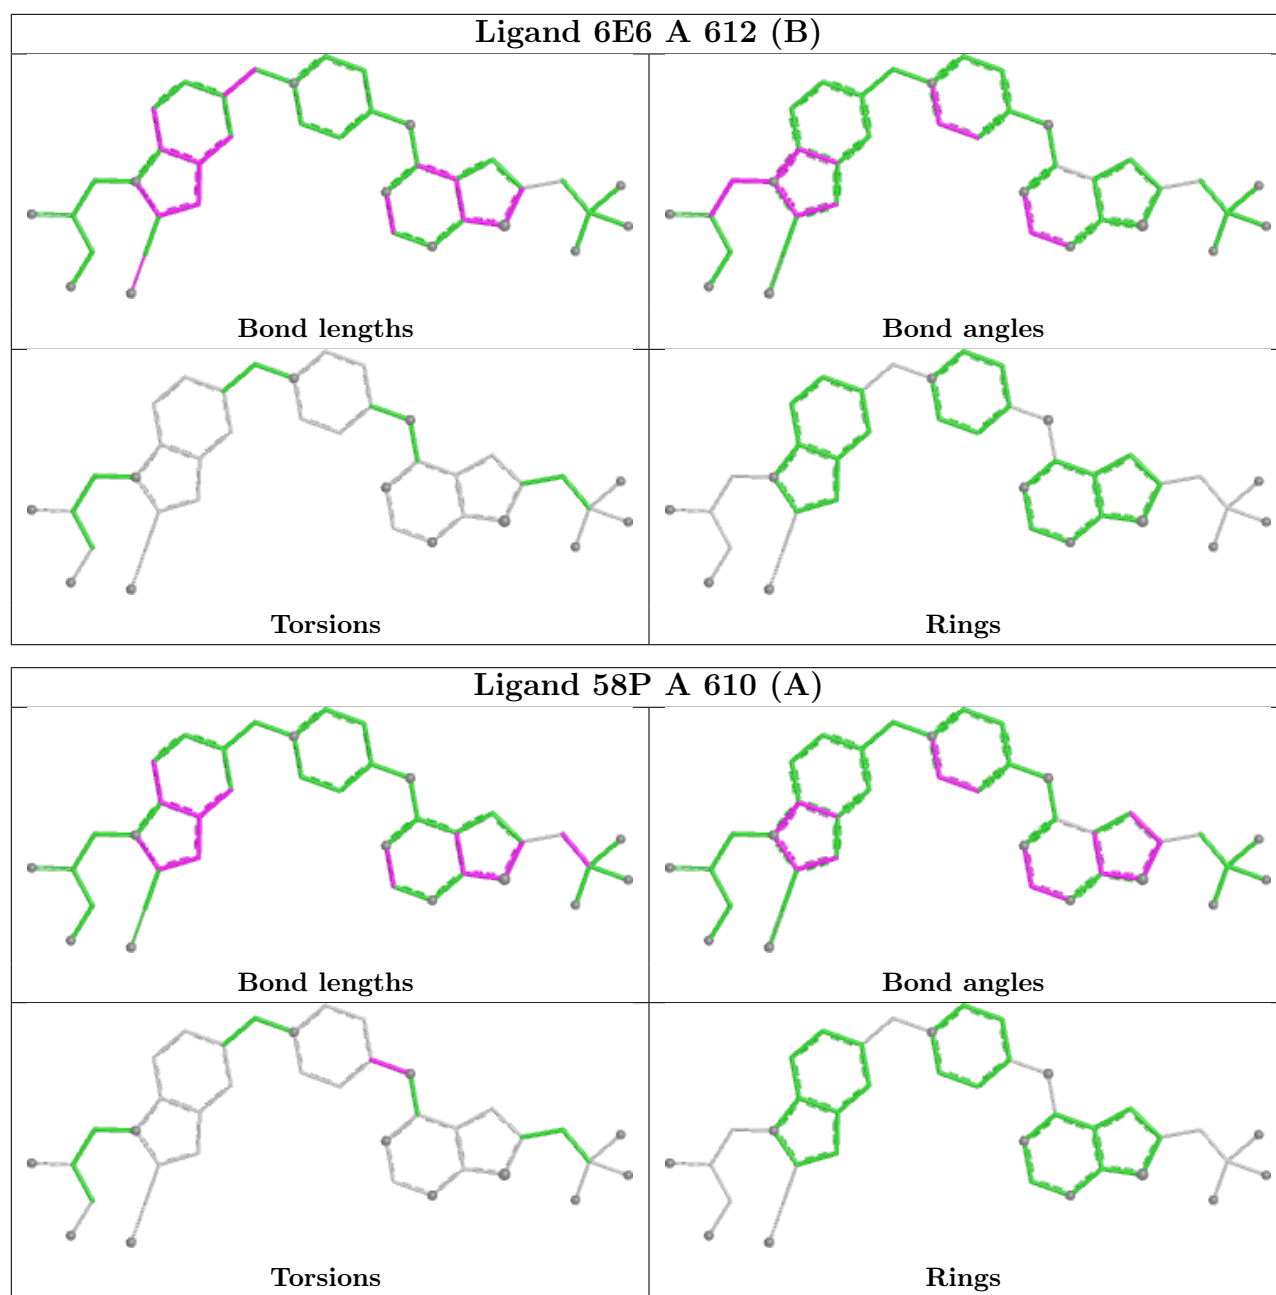 Ligand 6E6 A 612 (B)
Bond lengths
Bond angles
Torsions
Rings
Ligand 58P A 610 (A)
Bond lengths
Bond angles
Torsions
Rings